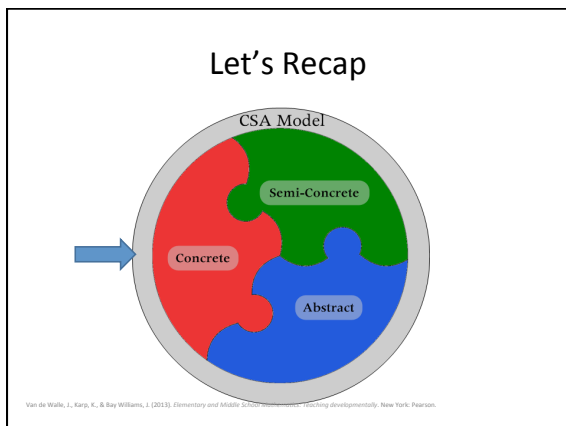 Let's Recap
CSA Model
Semi-Concrete
Concrete
Abstract
Van de Walle, J., Karp, K., & Bay Williams, J. (2013). Elementary and Middle School Mathematics: Teaching developmentally. New York: Pearson.